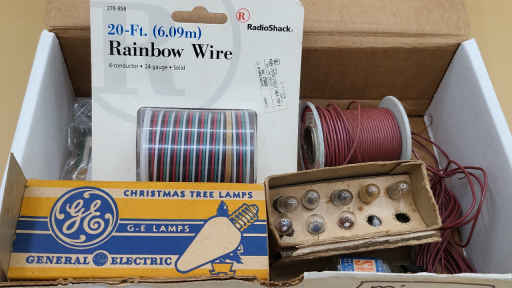 278-858
20-Ft. (6.09m)
Rainbow Wire
4-conductor • 24-gauge • solid
R
RadioShack
CHRISTMAS TREE LAMPS
GE
G-E LAMPS
GENERAL ELECTRIC